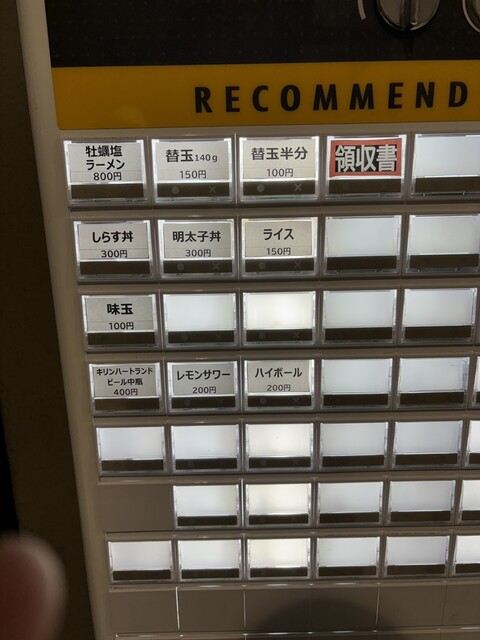 RECOMMEND
牡蠣塩
ラーメン
800円
替玉140g
150円
替玉半分
100円
領収書
しらす丼
300円
明太子丼
300円
ライス
150円
味玉
100円
キリンハートランド
ビール中瓶
400円
レモンサワー
200円
ハイボール
200円